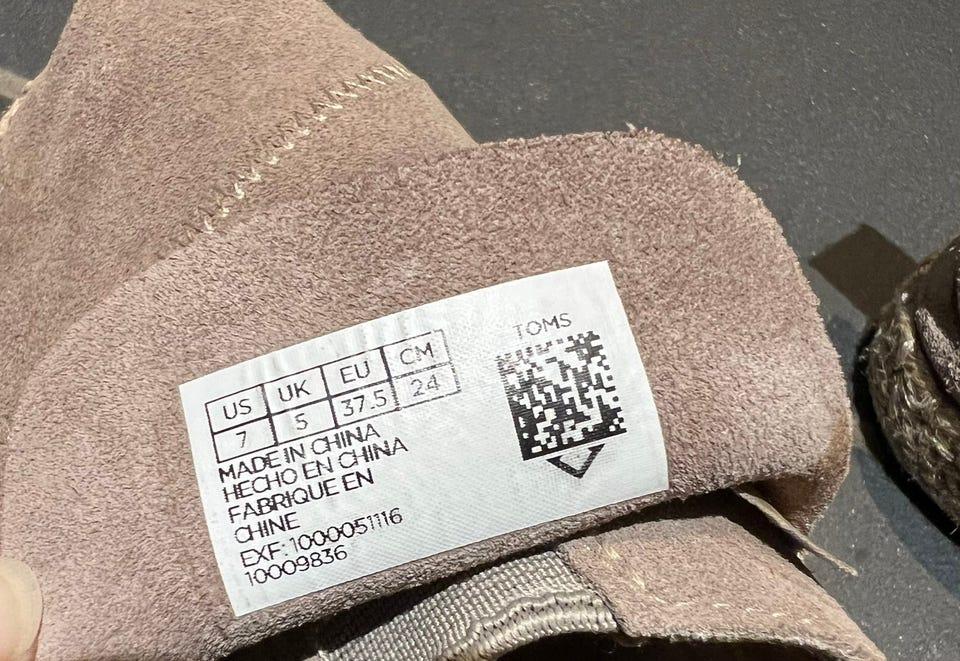 US UK EU CM
7 5 37.5 24
MADE IN CHINA
HECHO EN CHINA
FABRIQUE EN
CHINE
EXF: 1000051116
10009836
TOMS